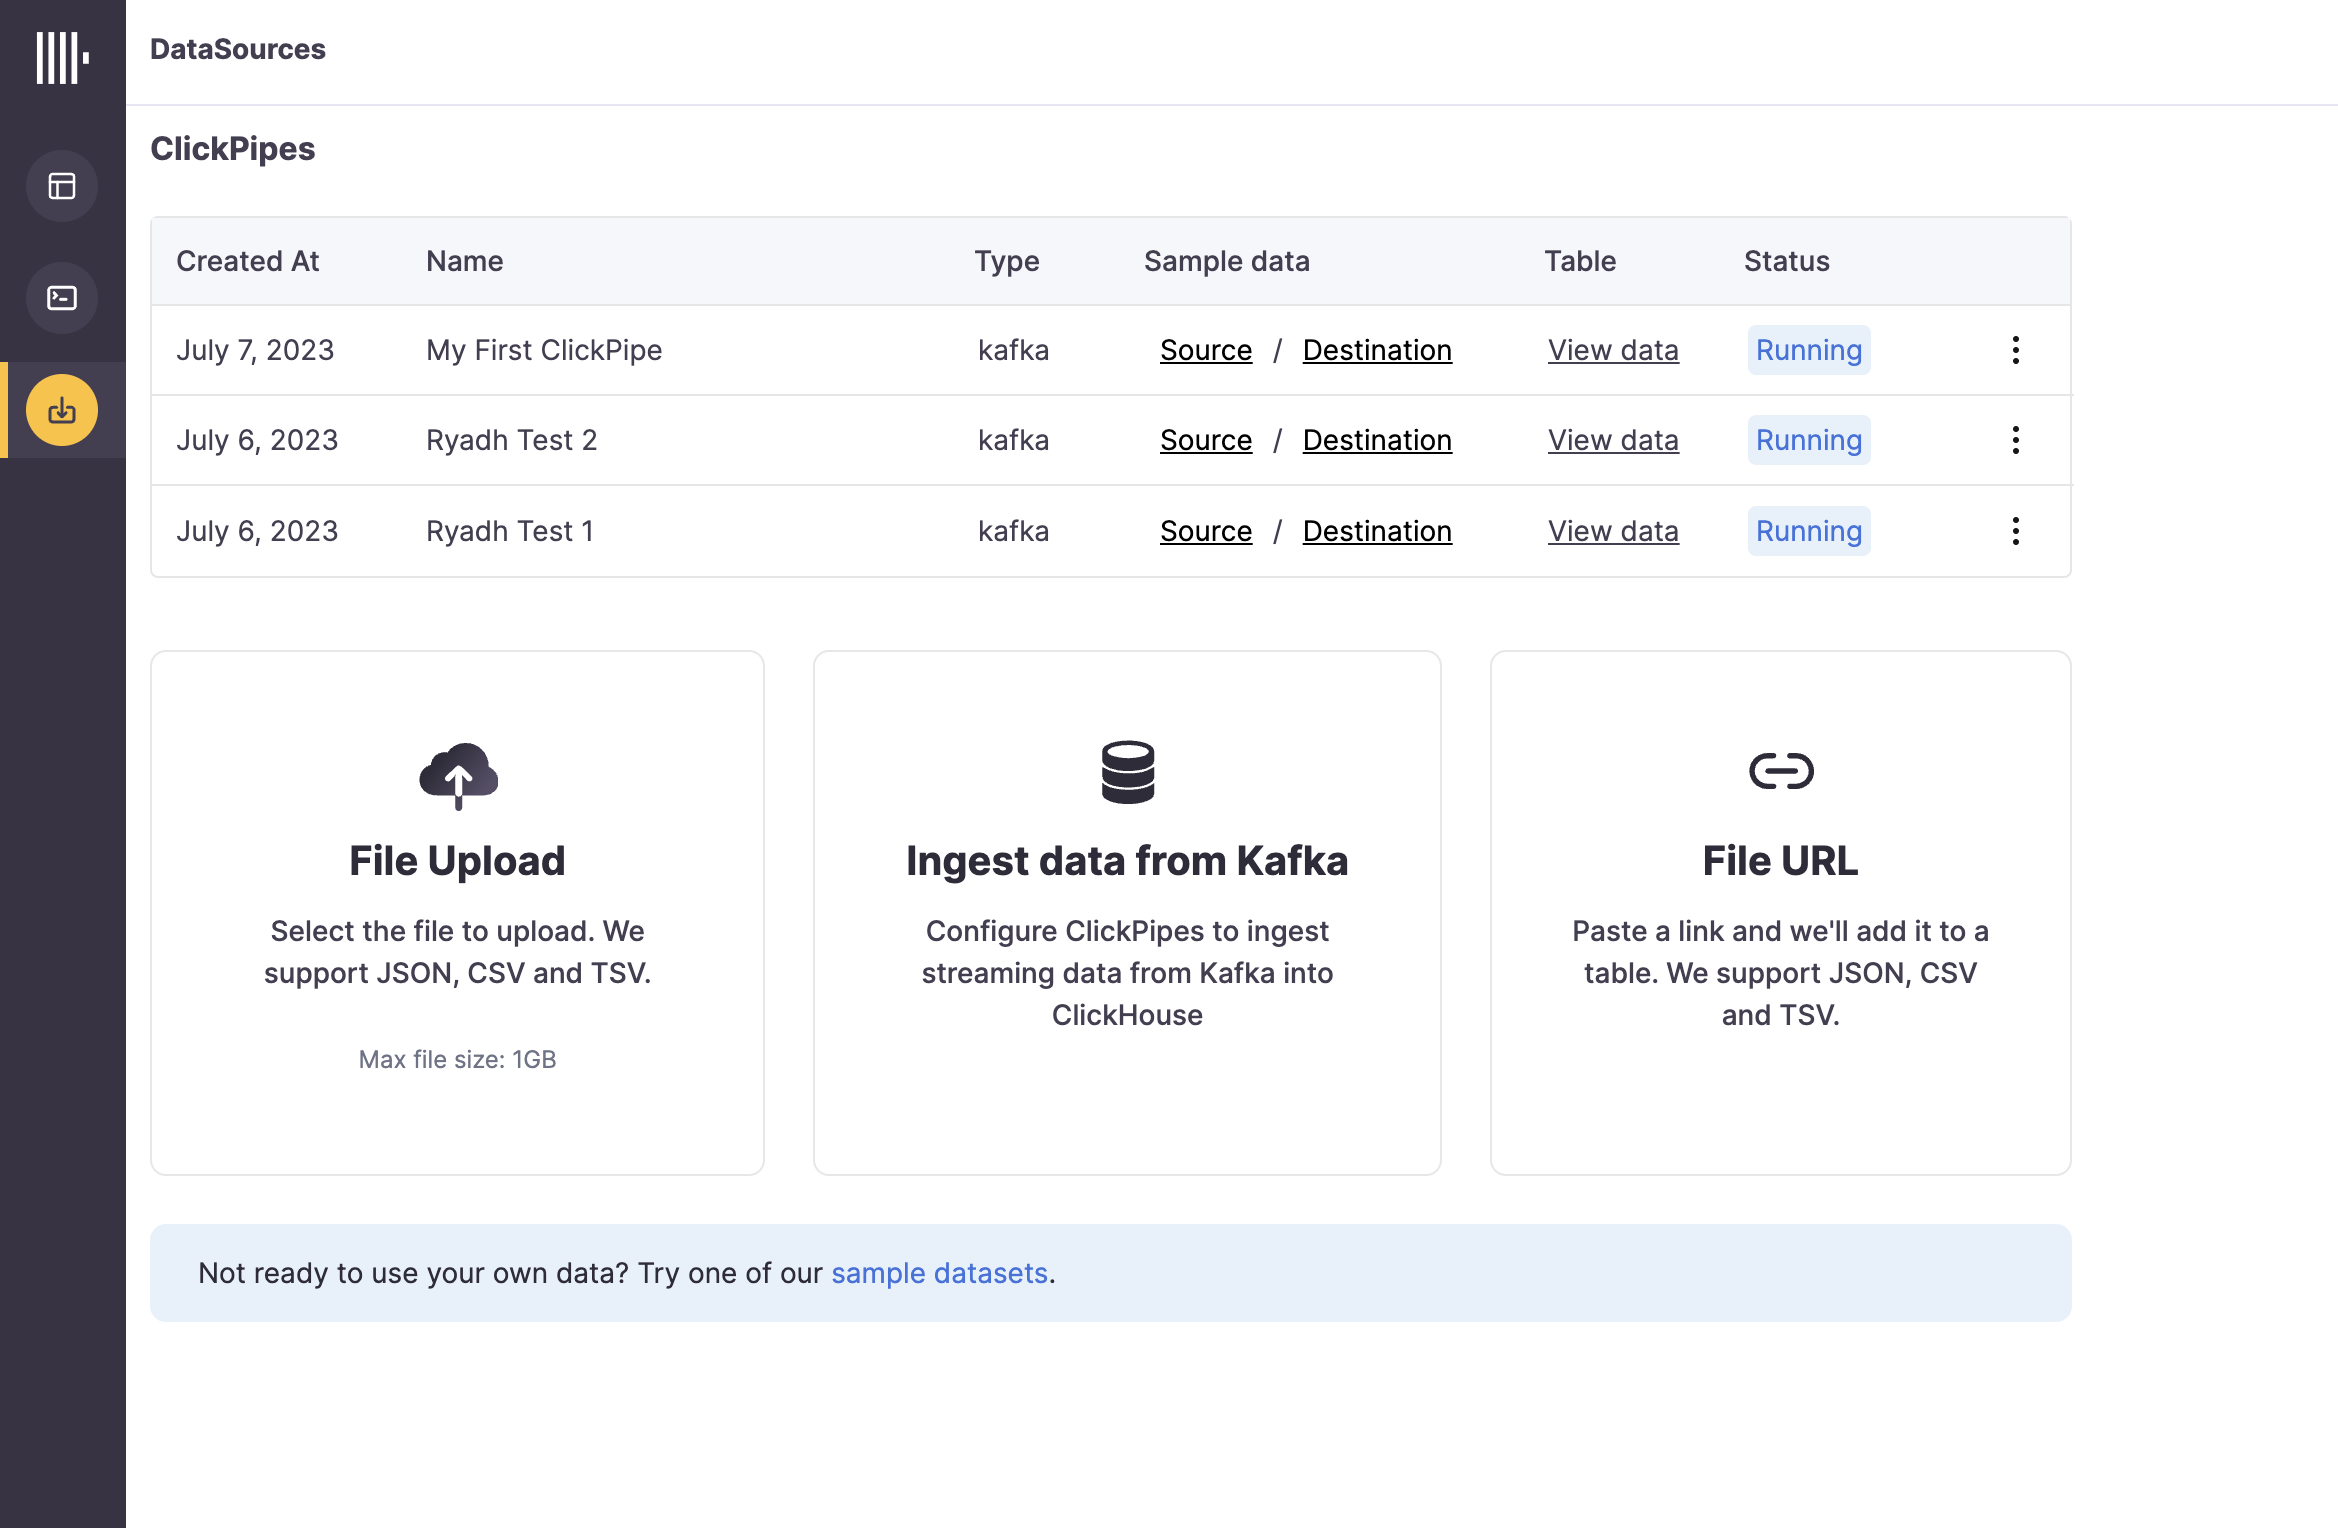 DataSources
ClickPipes
Created At Name Type Sample data Table Status
July 7, 2023 My First ClickPipe kafka Source / Destination View data Running
July 6, 2023 Ryadh Test 2 kafka Source / Destination View data Running
July 6, 2023 Ryadh Test 1 kafka Source / Destination View data Running
File Upload
Select the file to upload. We
support JSON, CSV and TSV.
Max file size: 1GB
Ingest data from Kafka
Configure ClickPipes to ingest
streaming data from Kafka into
ClickHouse
File URL
Paste a link and we'll add it to a
table. We support JSON, CSV
and TSV.
Not ready to use your own data? Try one of our sample datasets.